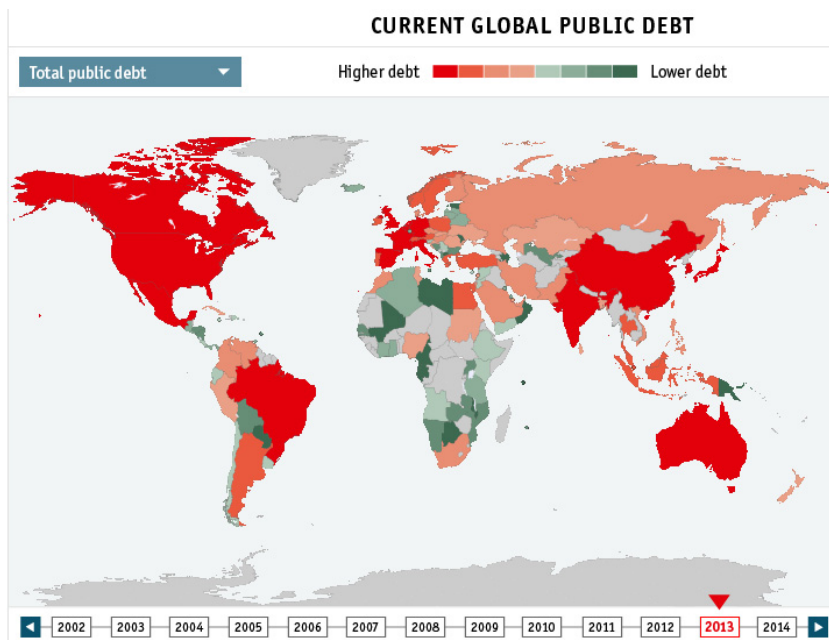 CURRENT GLOBAL PUBLIC DEBT
Total public debt
Higher debt
Lower debt
2002 2003 2004 2005 2006 2007 2008 2009 2010 2011 2012 2013 2014